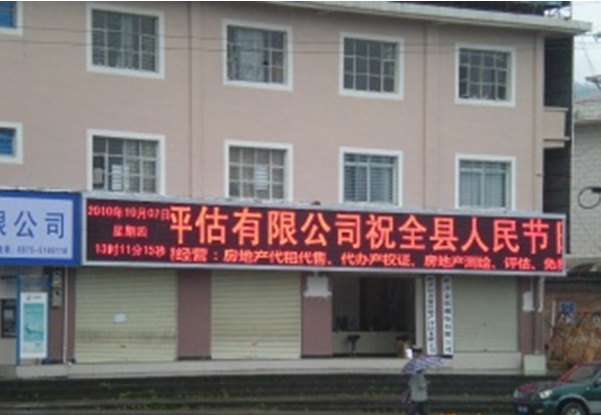 限公司
2010年10月07日
星期四
13时11分15秒
评估有限公司祝全县人民节日
经营：房地产代租代售、代办产权证、房地产测绘、评估、免